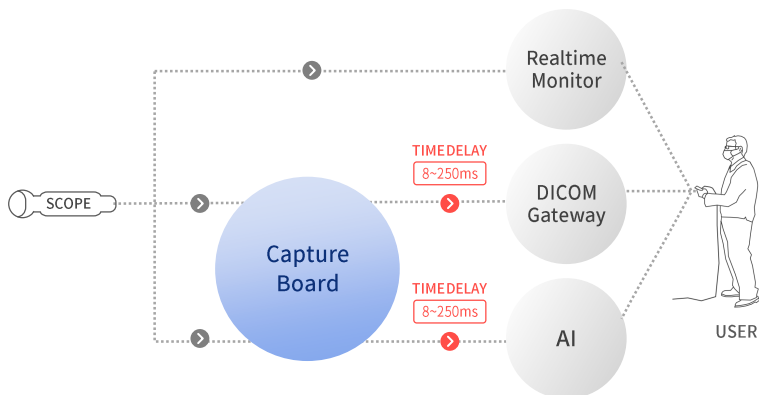 Realtime
Monitor
TIME DELAY
8~250ms
SCOPE
DICOM
Gateway
Capture
Board
TIME DELAY
8~250ms
AI
USER